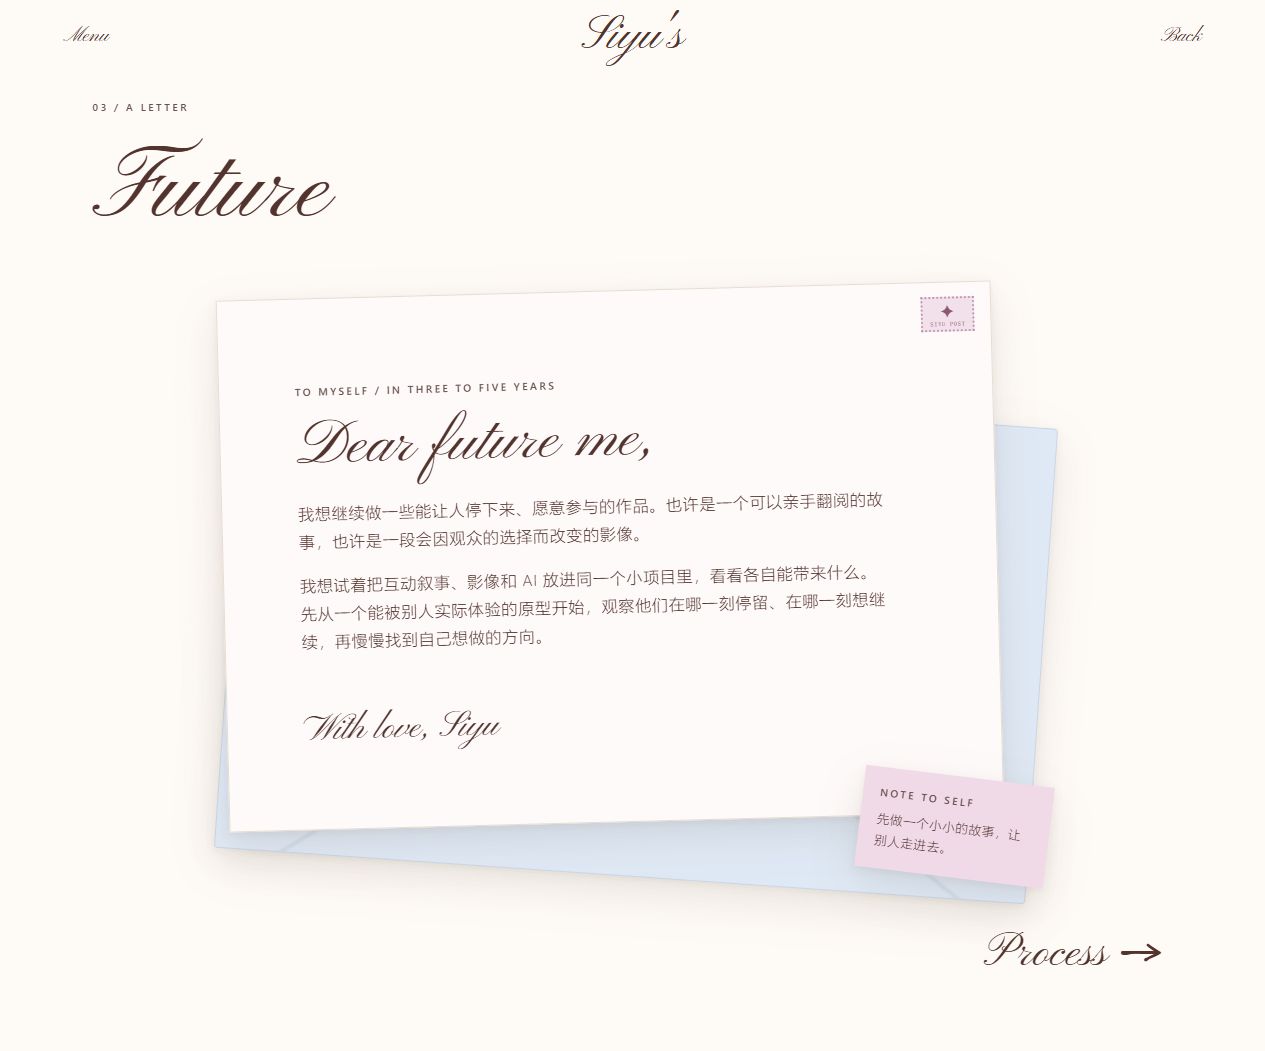 Menu
Siyu's
Back
03 / A LETTER
Future
SIYU POST
TO MYSELF / IN THREE TO FIVE YEARS
Dear future me,
我想继续做一些能让人停下来、愿意参与的作品。也许是一个可以亲手翻阅的故
事，也许是一段会因观众的选择而改变的影像。
我想试着把互动叙事、影像和 AI 放进同一个小项目里，看看各自能带来什么。
先从一个能被别人实际体验的原型开始，观察他们在哪一刻停留、在哪一刻想继
续，再慢慢找到自己想做的方向。
With love, Siyu
NOTE TO SELF
先做一个小小的故事，让
别人走进去。
Process →